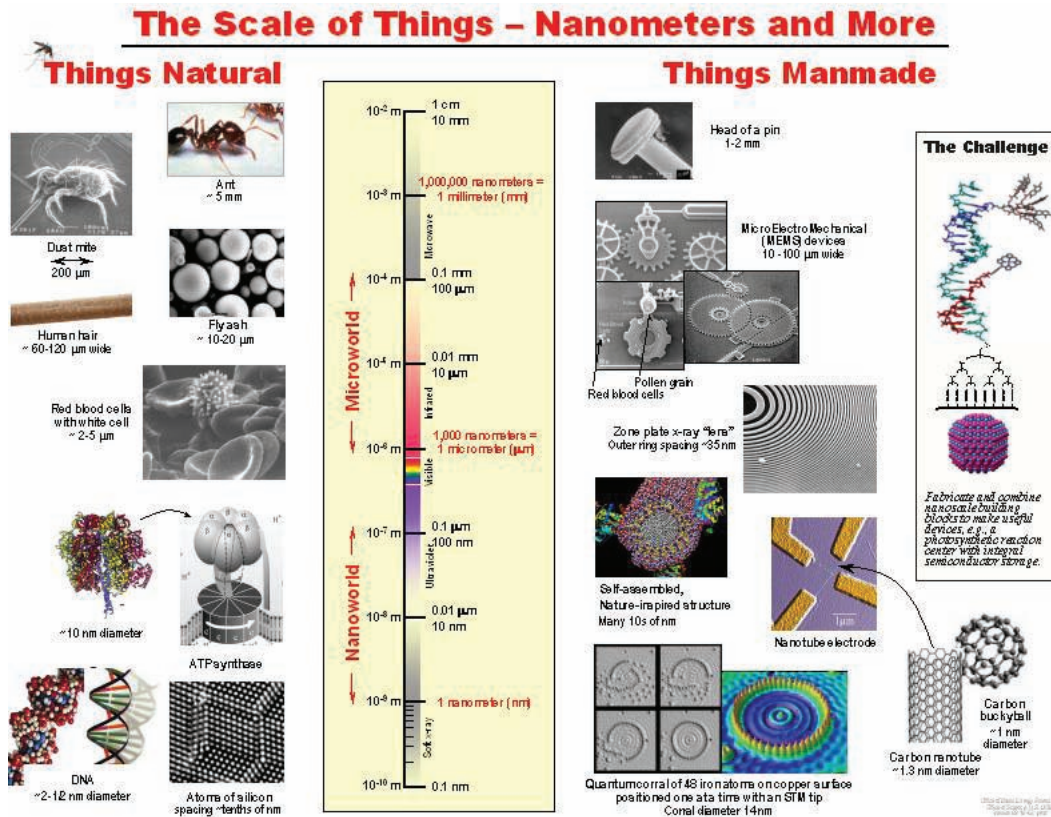 The Scale of Things – Nanometers and More
Things Natural
Things Manmade
Ant
~ 5 mm
Dust mite
200 µm
Human hair
~ 60-120 µm wide
Fly ash
~ 10-20 µm
Red blood cells
with white cell
~ 2-5 µm
~10 nm diameter
ATP synthase
DNA
~2-12 nm diameter
Atoms of silicon
spacing ~tenths of nm
10⁻² m
1 cm
10 mm
10⁻³ m
1,000,000 nanometers =
1 millimeter (mm)
Microwave
10⁻⁴ m
0.1 mm
100 µm
Microworld
0.01 mm
10 µm
Infrared
10⁻⁶ m
1,000 nanometers =
1 micrometer (µm)
Visible
10⁻⁷ m
0.1 µm
100 nm
Ultraviolet
Nanoworld
10⁻⁸ m
0.01 µm
10 nm
10⁻⁹ m
1 nanometer (nm)
Soft x-ray
10⁻¹⁰ m
0.1 nm
Head of a pin
1-2 mm
MicroElectroMechanical
(MEMS) devices
10 -100 µm wide
Pollen grain
Red blood cells
Zone plate x-ray "lens"
Outer ring spacing ~35 nm
Self-assembled,
Nature-inspired structure
Many 10s of nm
1µm
Nanotube electrode
Quantum corral of 48 iron atoms on copper surface
positioned one at a time with an STM tip
Corral diameter 14 nm
Carbon nanotube
~1.3 nm diameter
Carbon
buckyball
~1 nm
diameter
The Challenge
Fabricate and combine
nanoscale building
blocks to make useful
devices, e.g., a
photosynthetic reaction
center with integral
semiconductor storage.